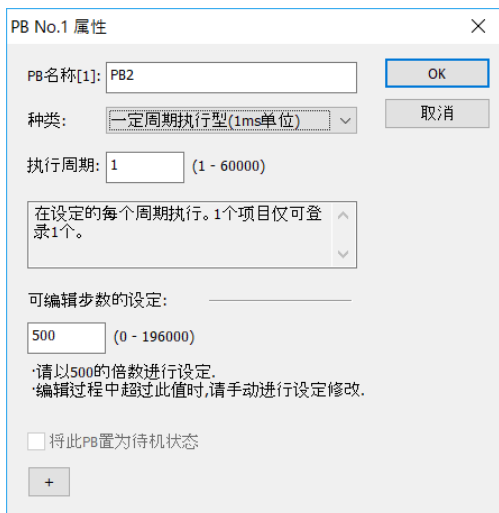 PB No.1 属性
PB名称[1]: PB2
OK
种类: 一定周期执行型(1ms单位)
取消
执行周期: 1 (1 - 60000)
在设定的每个周期执行。1个项目仅可登
录1个。
可编辑步数的设定:
500 (0 - 196000)
·请以500的倍数进行设定.
·编辑过程中超过此值时,请手动进行设定修改.
将此PB置为待机状态
+